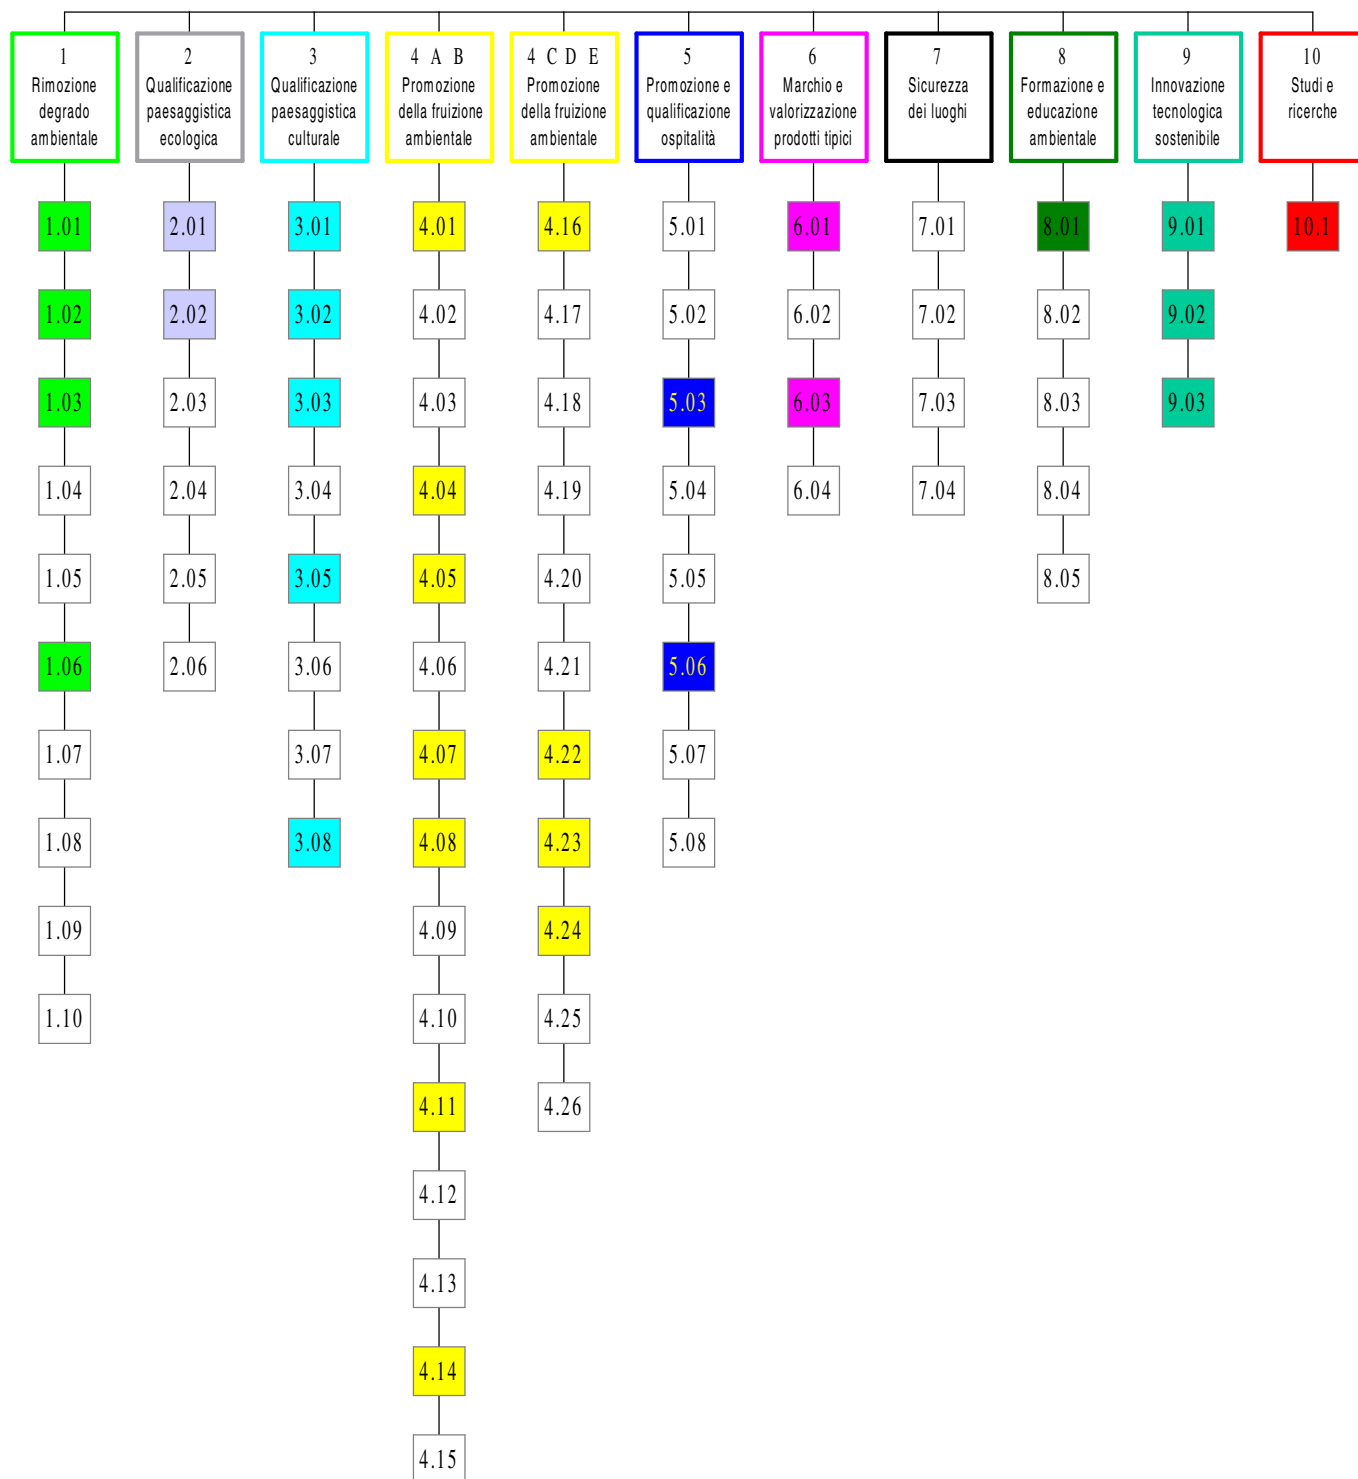 1
Rimozione
degrado
ambientale
2
Qualificazione
paesaggistica
ecologica
3
Qualificazione
paesaggistica
culturale
4 A B
Promozione
della fruizione
ambientale
4 C D E
Promozione
della fruizione
ambientale
5
Promozione e
qualificazione
ospitalità
6
Marchio e
valorizzazione
prodotti tipici
7
Sicurezza
dei luoghi
8
Formazione e
educazione
ambientale
9
Innovazione
tecnologica
sostenibile
10
Studi e
ricerche
1.01
1.02
1.03
1.04
1.05
1.06
1.07
1.08
1.09
1.10
2.01
2.02
2.03
2.04
2.05
2.06
3.01
3.02
3.03
3.04
3.05
3.06
3.07
3.08
4.01
4.02
4.03
4.04
4.05
4.06
4.07
4.08
4.09
4.10
4.11
4.12
4.13
4.14
4.15
4.16
4.17
4.18
4.19
4.20
4.21
4.22
4.23
4.24
4.25
4.26
5.01
5.02
5.03
5.04
5.05
5.06
5.07
5.08
6.01
6.02
6.03
6.04
7.01
7.02
7.03
7.04
8.01
8.02
8.03
8.04
8.05
9.01
9.02
9.03
10.1